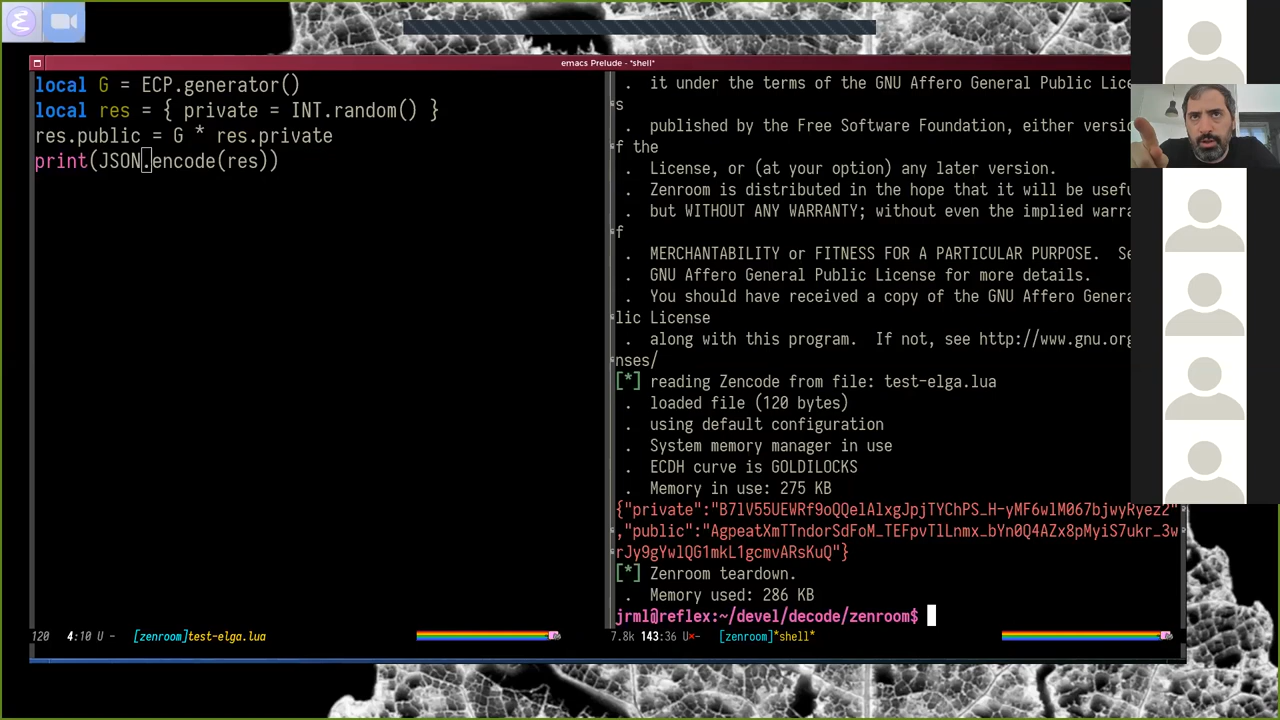 emacs Prelude - *shell*
local G = ECP.generator()
local res = { private = INT.random() }
res.public = G * res.private
print(JSON.encode(res))
120 4:10 U - [zenroom]test-elga.lua
. it under the terms of the GNU Affero General Public Lice
s
. published by the Free Software Foundation, either versio
f the
. License, or (at your option) any later version.
. Zenroom is distributed in the hope that it will be usefu
. but WITHOUT ANY WARRANTY; without even the implied warra
f
. MERCHANTABILITY or FITNESS FOR A PARTICULAR PURPOSE. Se
. GNU Affero General Public License for more details.
. You should have received a copy of the GNU Affero Genera
lic License
. along with this program. If not, see http://www.gnu.org
nses/
[*] reading Zencode from file: test-elga.lua
. loaded file (120 bytes)
. using default configuration
. System memory manager in use
. ECDH curve is GOLDILOCKS
. Memory in use: 275 KB
{"private":"B7lV55UEWRf9oQQelAlxgJpjTYChPS_H-yMF6wlM067bjwyRyez2"
,"public":"AgpeatXmTTndorSdFoM_TEFpvTlLnmx_bYn0Q4AZx8pMyiS7ukr_3w
rJy9gYwlQG1mkL1gcmvARsKuQ"}
[*] Zenroom teardown.
. Memory used: 286 KB
jrml@reflex:~/devel/decode/zenroom$
7.8k 143:36 U×- [zenroom]*shell*